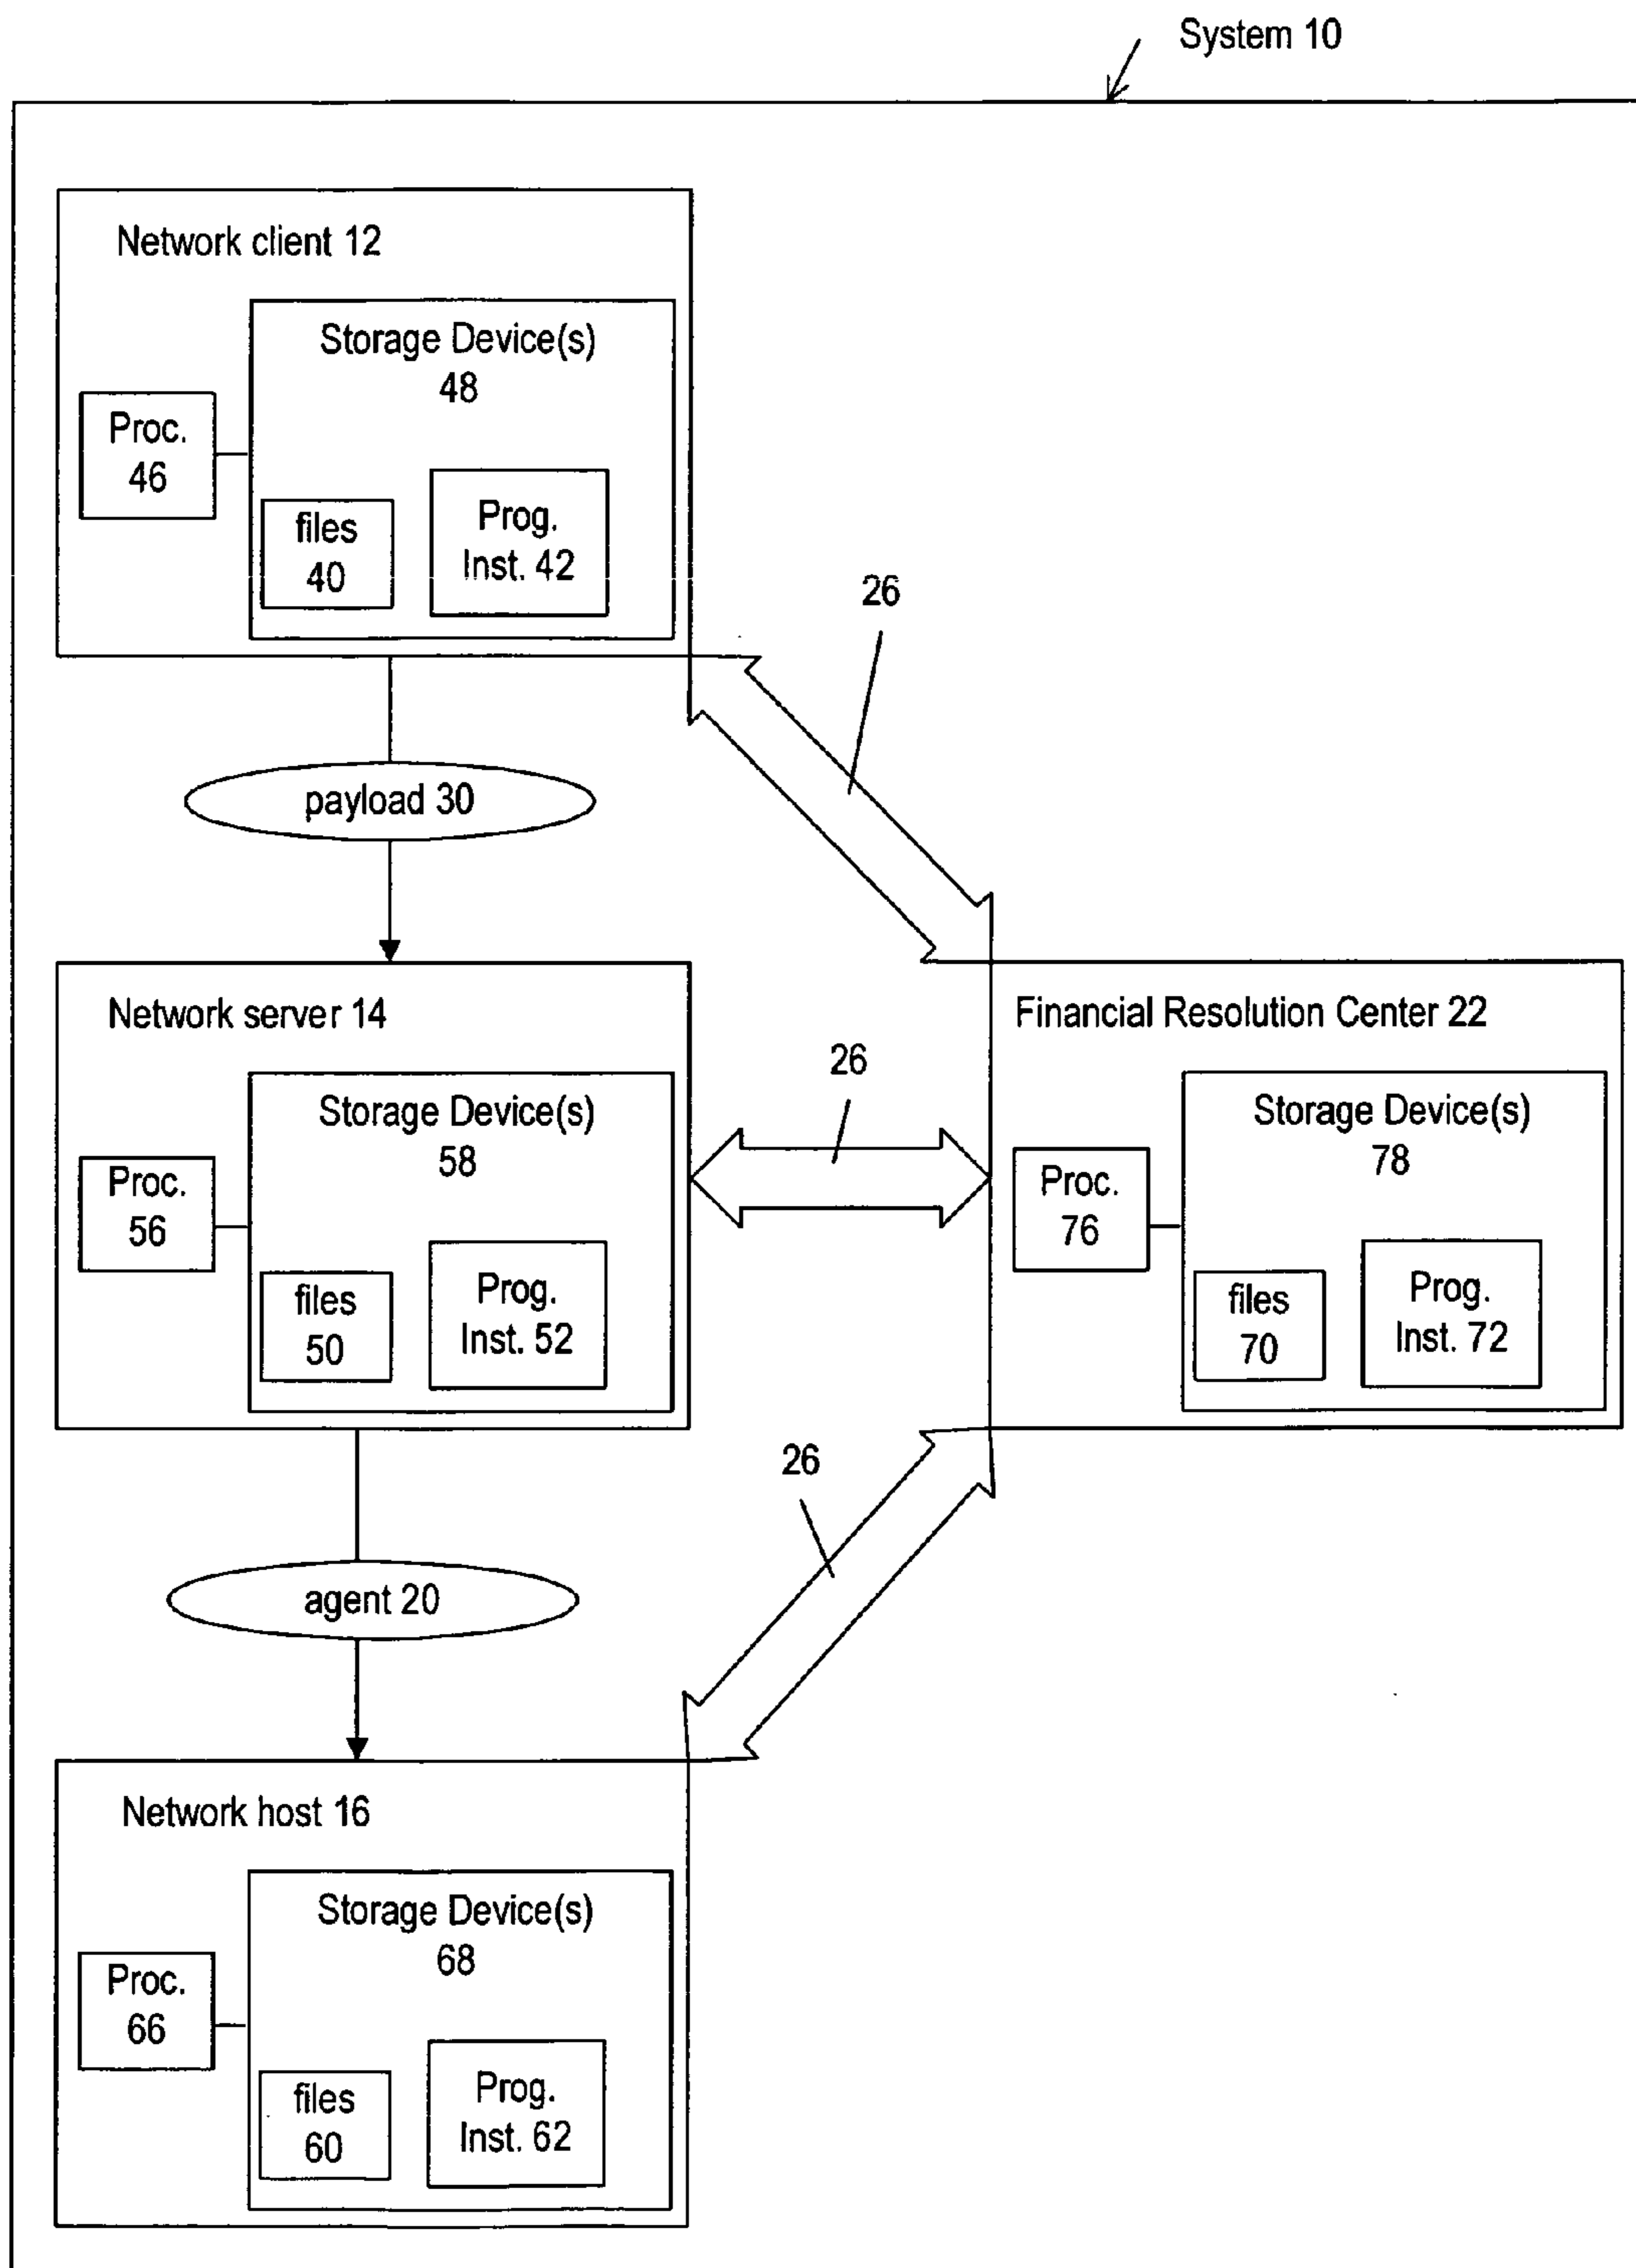 System 10
Network client 12
Storage Device(s)
48
Proc.
46
files
40
Prog.
Inst. 42
26
payload 30
Network server 14
Storage Device(s)
58
Proc.
56
files
50
Prog.
Inst. 52
26
Financial Resolution Center 22
Storage Device(s)
78
Proc.
76
files
70
Prog.
Inst. 72
26
agent 20
Network host 16
Storage Device(s)
68
Proc.
66
files
60
Prog.
Inst. 62